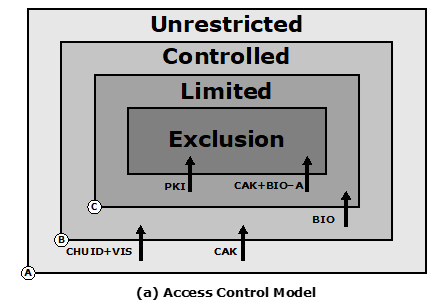 Unrestricted
Controlled
Limited
Exclusion
PKI
CAK+BIO-A
C
BIO
B
CHUID+VIS
CAK
A
(a) Access Control Model